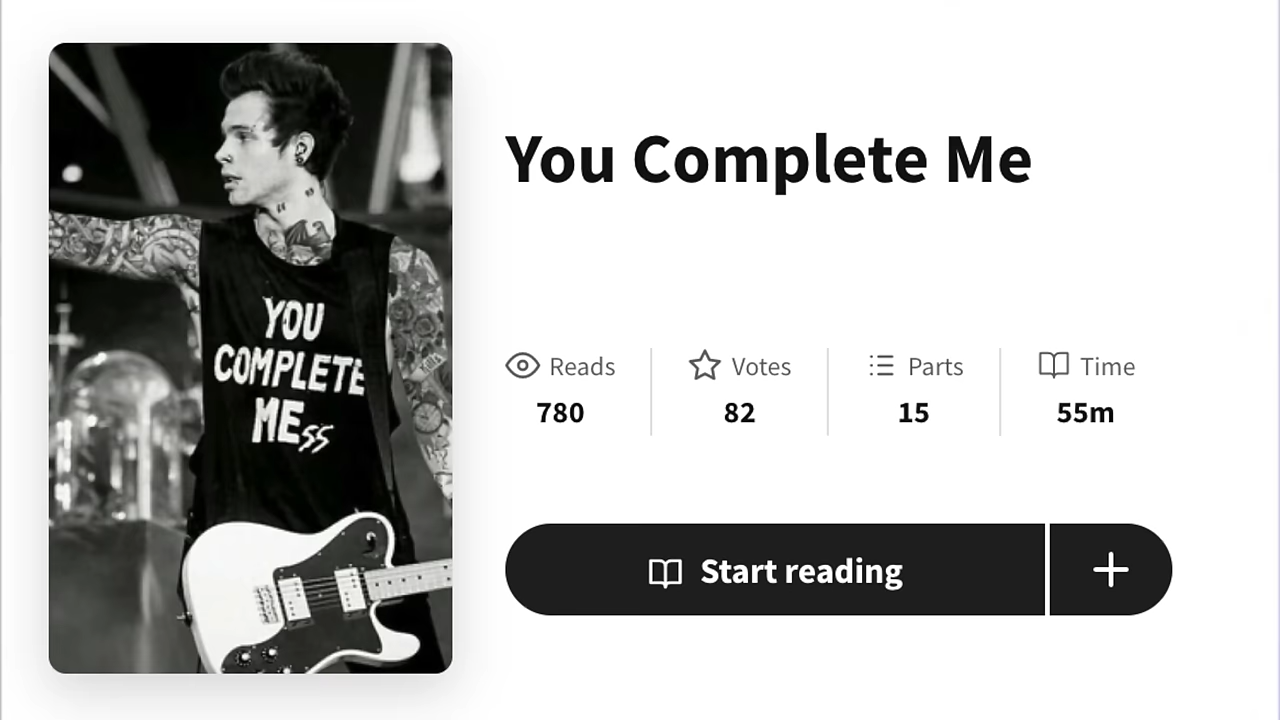 You Complete Me
YOU
COMPLETE
MESS
Reads
780
Votes
82
Parts
15
Time
55m
Start reading